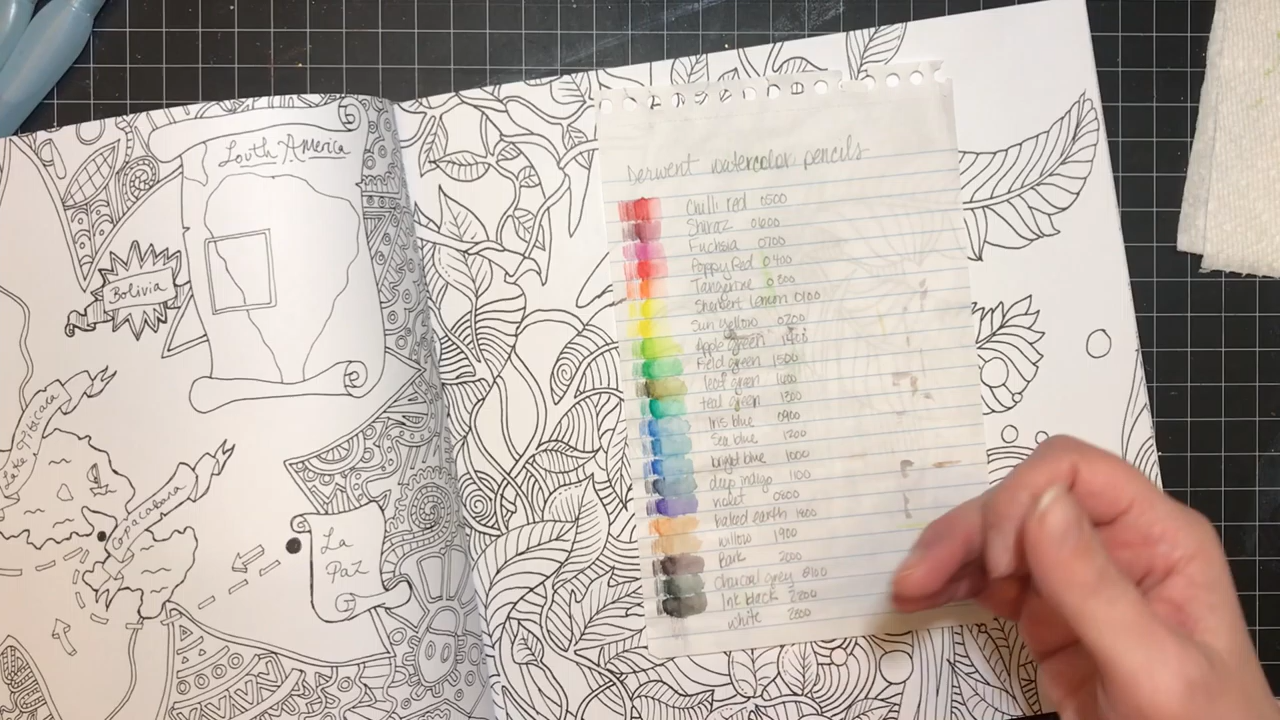 South America
Bolivia
Lake Titicaca
Copacabana
La
Paz
Derwent watercolor pencils
Chilli red 0500
Shiraz 0600
Fuchsia 0700
Poppy Red 0400
Tangerine 0300
Sherbert lemon 0100
Sun yellow 0200
Apple green 1400
Field green 1500
leaf green 1600
teal green 1300
Iris blue 0900
Sea blue 1200
bright blue 1000
deep indigo 1100
violet 0800
baked earth 1800
willow 1900
Bark 2000
Charcoal grey 2100
Ink black 2200
white 2300